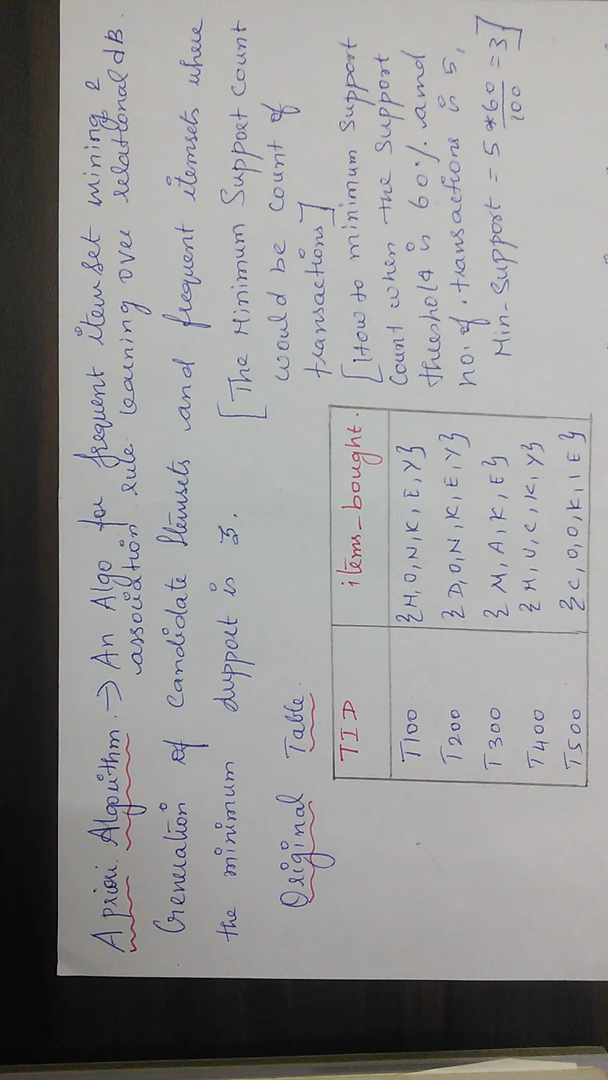 Apriori Algorithm. → An Algo for frequent itemset mining &
association rule learning over relational dB.
Generation of candidate Itemsets and frequent itemsets where
the minimum support is 3.
[The Minimum Support Count
would be count of
transactions]
[How to minimum Support
Count when the Support
threshold is 60% and
no. of transactions is 5,
Min-Support = 5 * 60 / 100 = 3]
Original Table.
TID items-bought.
T100 {M, O, N, K, E, Y}
T200 {D, O, N, K, E, Y}
T300 {M, A, K, E}
T400 {M, U, C, K, Y}
T500 {C, O, O, K, I E}